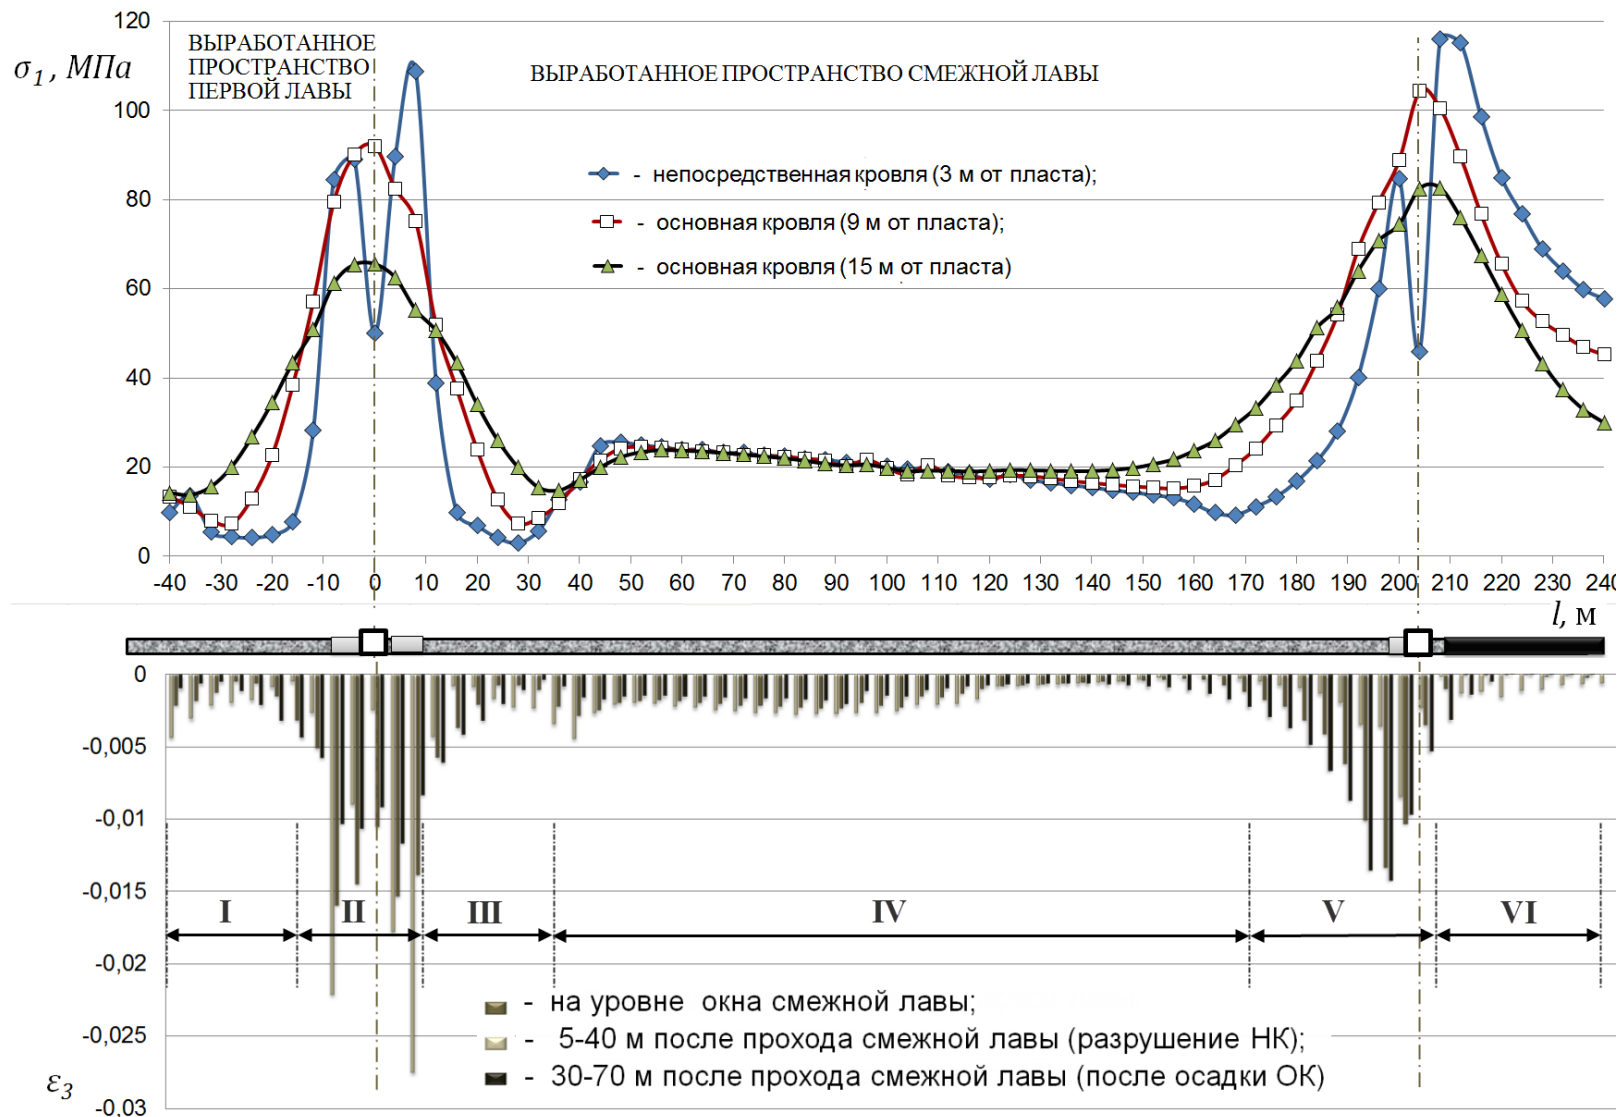 120
σ₁, МПа
ВЫРАБОТАННОЕ
ПРОСТРАНСТВО
ПЕРВОЙ ЛАВЫ
ВЫРАБОТАННОЕ ПРОСТРАНСТВО СМЕЖНОЙ ЛАВЫ
100
- непосредственная кровля (3 м от пласта);
80
- основная кровля (9 м от пласта);
- основная кровля (15 м от пласта)
60
40
20
0
-40 -30 -20 -10 0 10 20 30 40 50 60 70 80 90 100 110 120 130 140 150 160 170 180 190 200 210 220 230 240
l, м
0
-0,005
-0,01
-0,015
I II III IV V VI
-0,02
- на уровне окна смежной лавы;
-0,025
- 5-40 м после прохода смежной лавы (разрушение НК);
- 30-70 м после прохода смежной лавы (после осадки ОК)
ε₃
-0,03